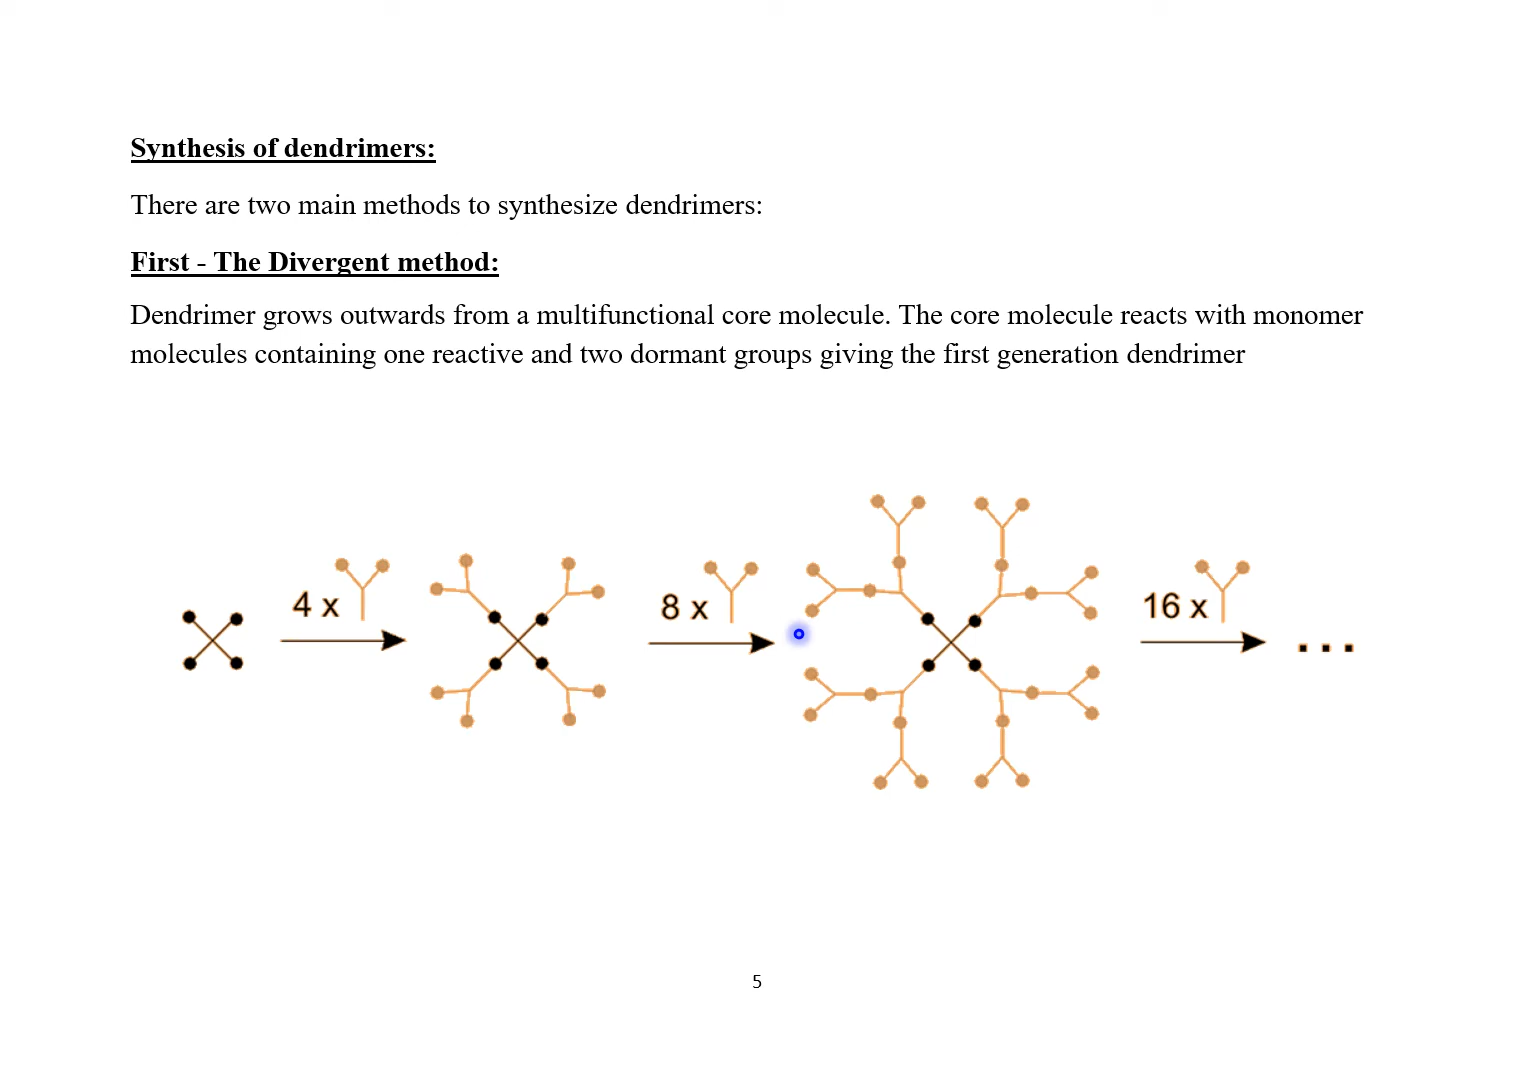 Synthesis of dendrimers:
There are two main methods to synthesize dendrimers:
First - The Divergent method:
Dendrimer grows outwards from a multifunctional core molecule. The core molecule reacts with monomer
molecules containing one reactive and two dormant groups giving the first generation dendrimer
4 x
8 x
16 x
...
5